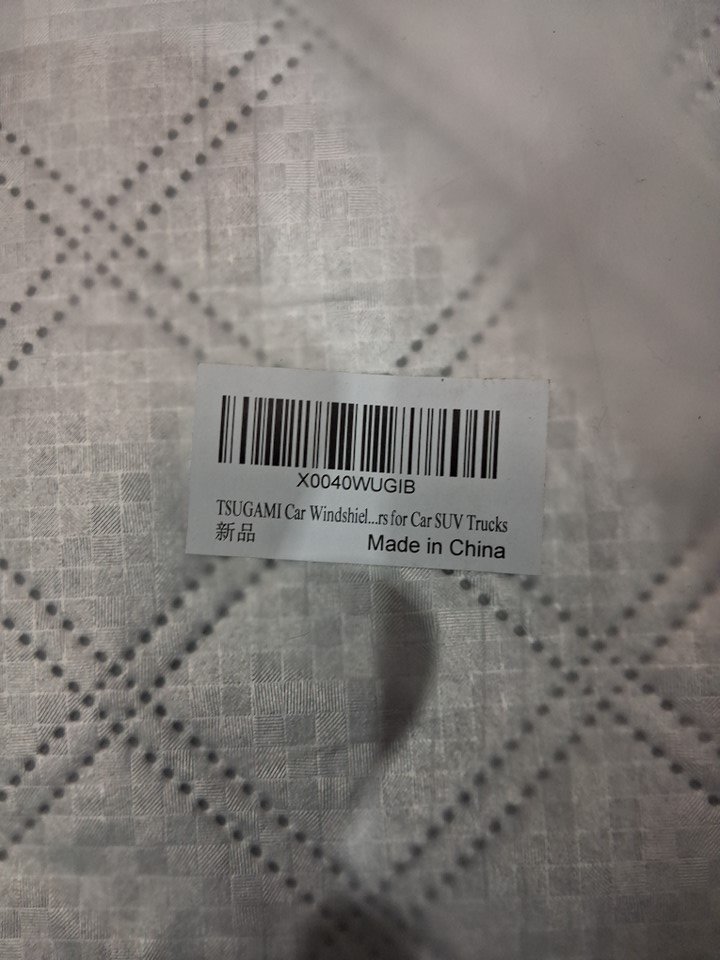 X0040WUGIB
TSUGAMI Car Windshiel...rs for Car SUV Trucks
新品
Made in China